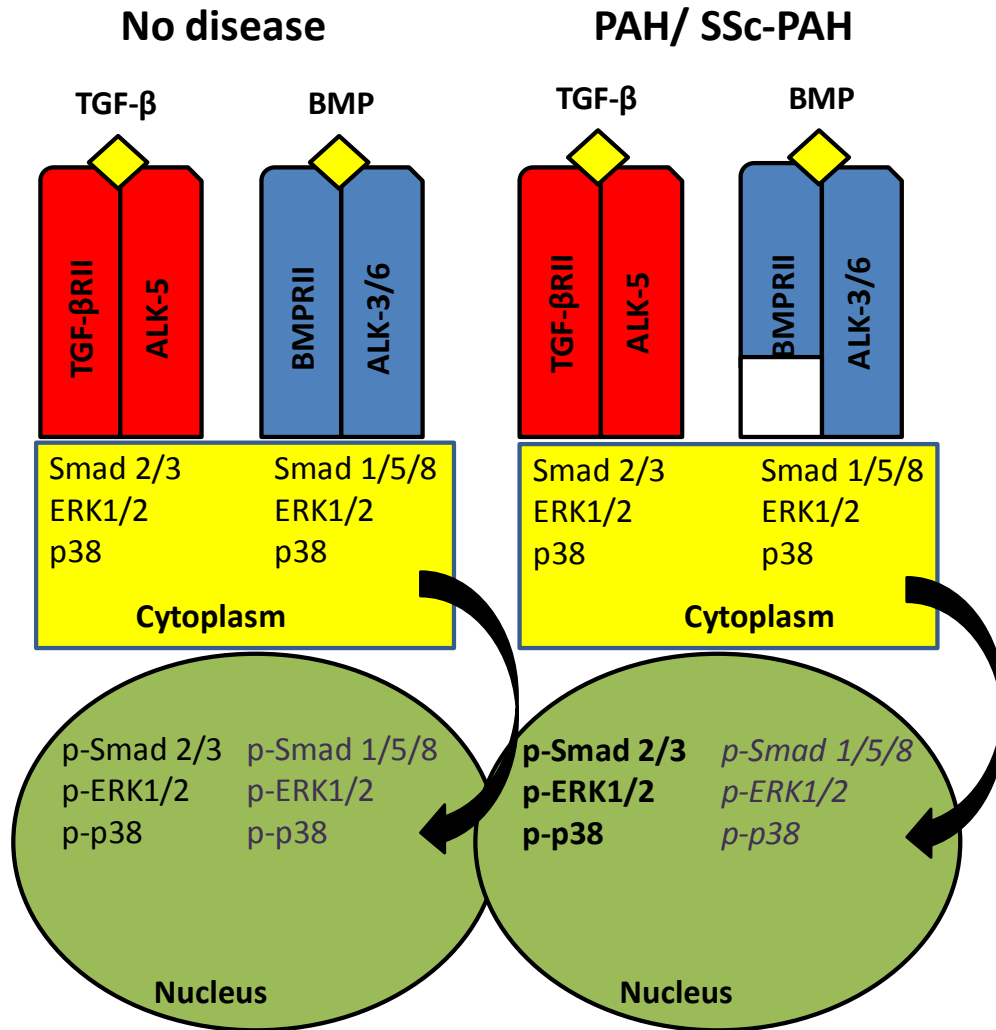 No disease
TGF-β
BMP
TGF-βRII
ALK-5
BMPRII
ALK-3/6
Smad 2/3
ERK1/2
p38
Smad 1/5/8
ERK1/2
p38
Cytoplasm
p-Smad 2/3
p-ERK1/2
p-p38
p-Smad 1/5/8
p-ERK1/2
p-p38
Nucleus
PAH/ SSc-PAH
TGF-β
BMP
TGF-βRII
ALK-5
BMPRII
ALK-3/6
Smad 2/3
ERK1/2
p38
Smad 1/5/8
ERK1/2
p38
Cytoplasm
p-Smad 2/3
p-ERK1/2
p-p38
p-Smad 1/5/8
p-ERK1/2
p-p38
Nucleus